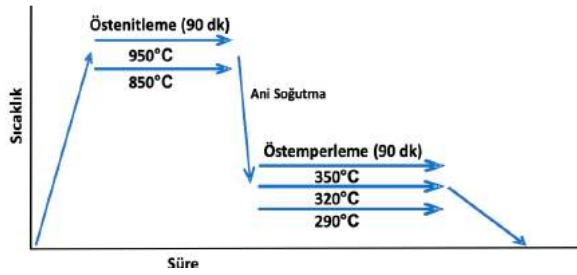 Östenitleme (90 dk)
950°C
850°C
Ani Soğutma
Östemperleme (90 dk)
350°C
320°C
290°C
Sıcaklık
Süre